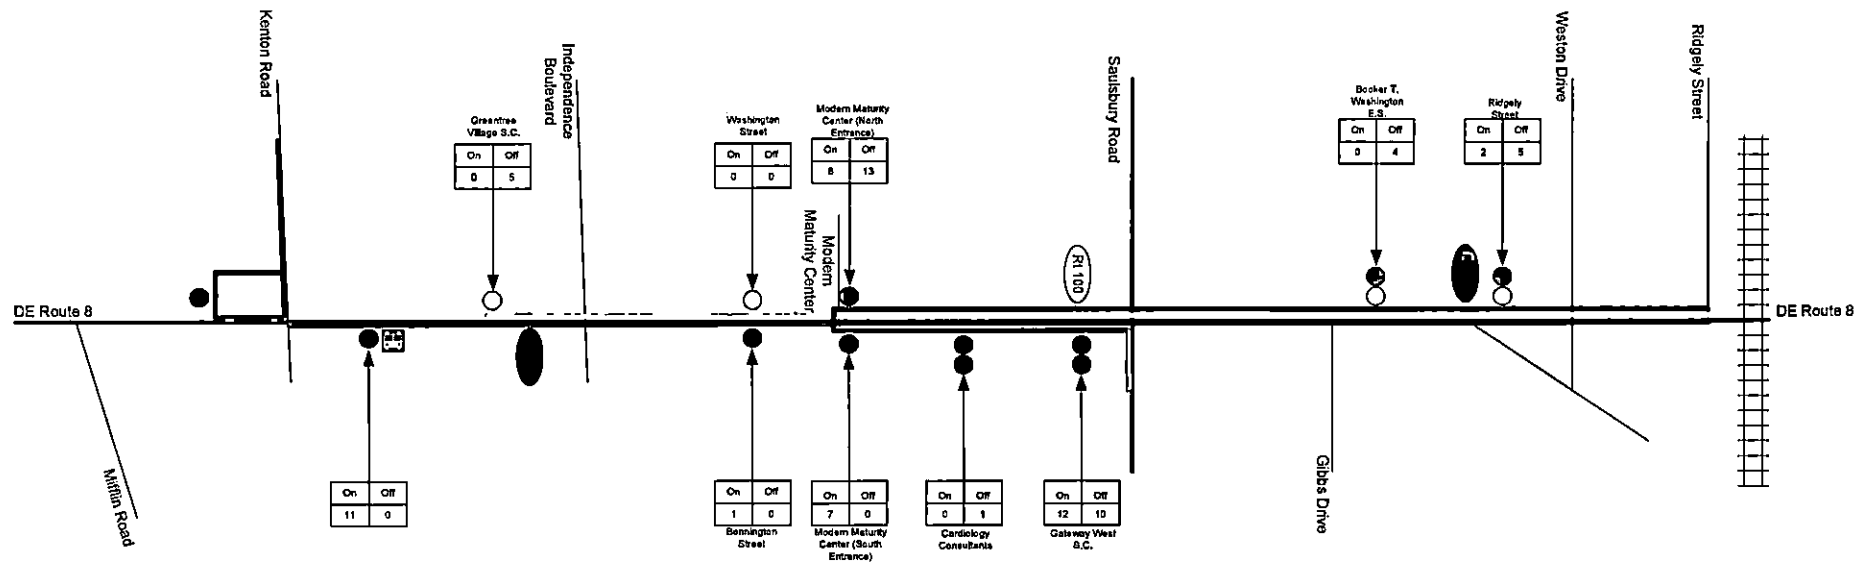 Kenton Road
Independence
Boulevard
Saulsbury Road
Weston Drive
Ridgely Street
Greentree
Village S.C.
On Off
0 5
Washington
Street
On Off
0 0
Modern Maturity
Center (North
Entrance)
On Off
8 13
Booker T.
Washington
E.S.
On Off
0 4
Ridgely
Street
On Off
2 5
Modern
Maturity Center
Rt 100
DE Route 8
DE Route 8
Mifflin Road
Gibbs Drive
On Off
11 0
On Off
1 0
Bennington
Street
On Off
7 0
Modern Maturity
Center (South
Entrance)
On Off
0 1
Cardiology
Consultants
On Off
12 10
Gateway West
S.C.